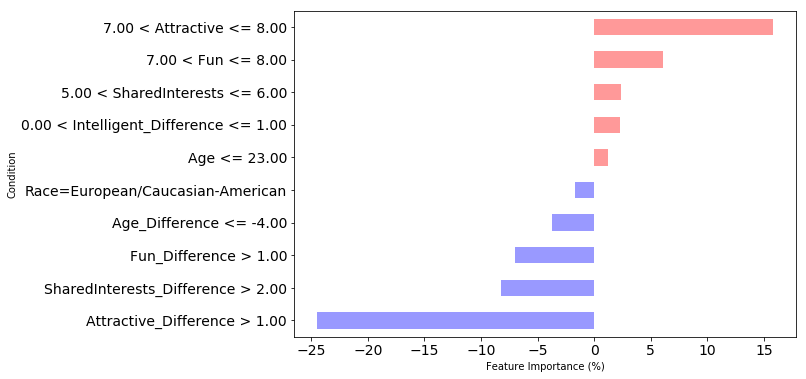 7.00 < Attractive <= 8.00
7.00 < Fun <= 8.00
5.00 < SharedInterests <= 6.00
0.00 < Intelligent_Difference <= 1.00
Age <= 23.00
Race=European/Caucasian-American
Age_Difference <= -4.00
Fun_Difference > 1.00
SharedInterests_Difference > 2.00
Attractive_Difference > 1.00
Condition
−25 −20 −15 −10 −5 0 5 10 15
Feature Importance (%)